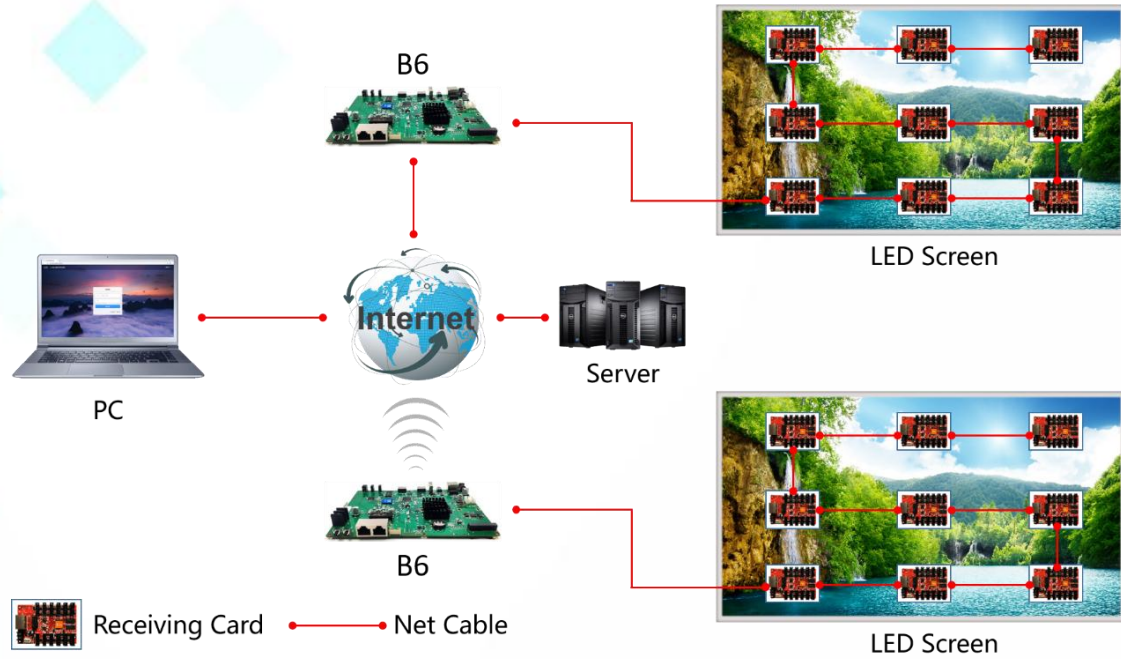 B6
LED Screen
Internet
PC
Server
B6
Receiving Card
Net Cable
LED Screen